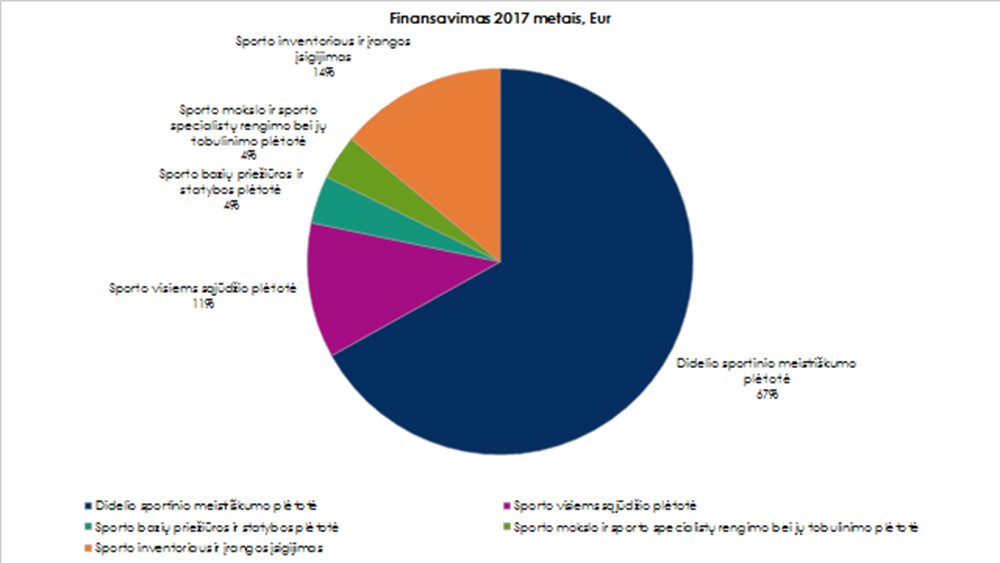 Finansavimas 2017 metais, Eur
Sporto inventoriaus ir įrangos
įsigijimas
14%
Sporto mokslo ir sporto
specialistų rengimo bei jų
tobulinimo plėtotė
4%
Sporto bazių priežiūros ir
statybos plėtotė
4%
Sporto visiems sąjūdžio plėtotė
11%
Didelio sportinio meistriškumo
plėtotė
67%
Didelio sportinio meistriškumo plėtotė
Sporto visiems sąjūdžio plėtotė
Sporto bazių priežiūros ir statybos plėtotė
Sporto mokslo ir sporto specialistų rengimo bei jų tobulinimo plėtotė
Sporto inventoriaus ir įrangos įsigijimas